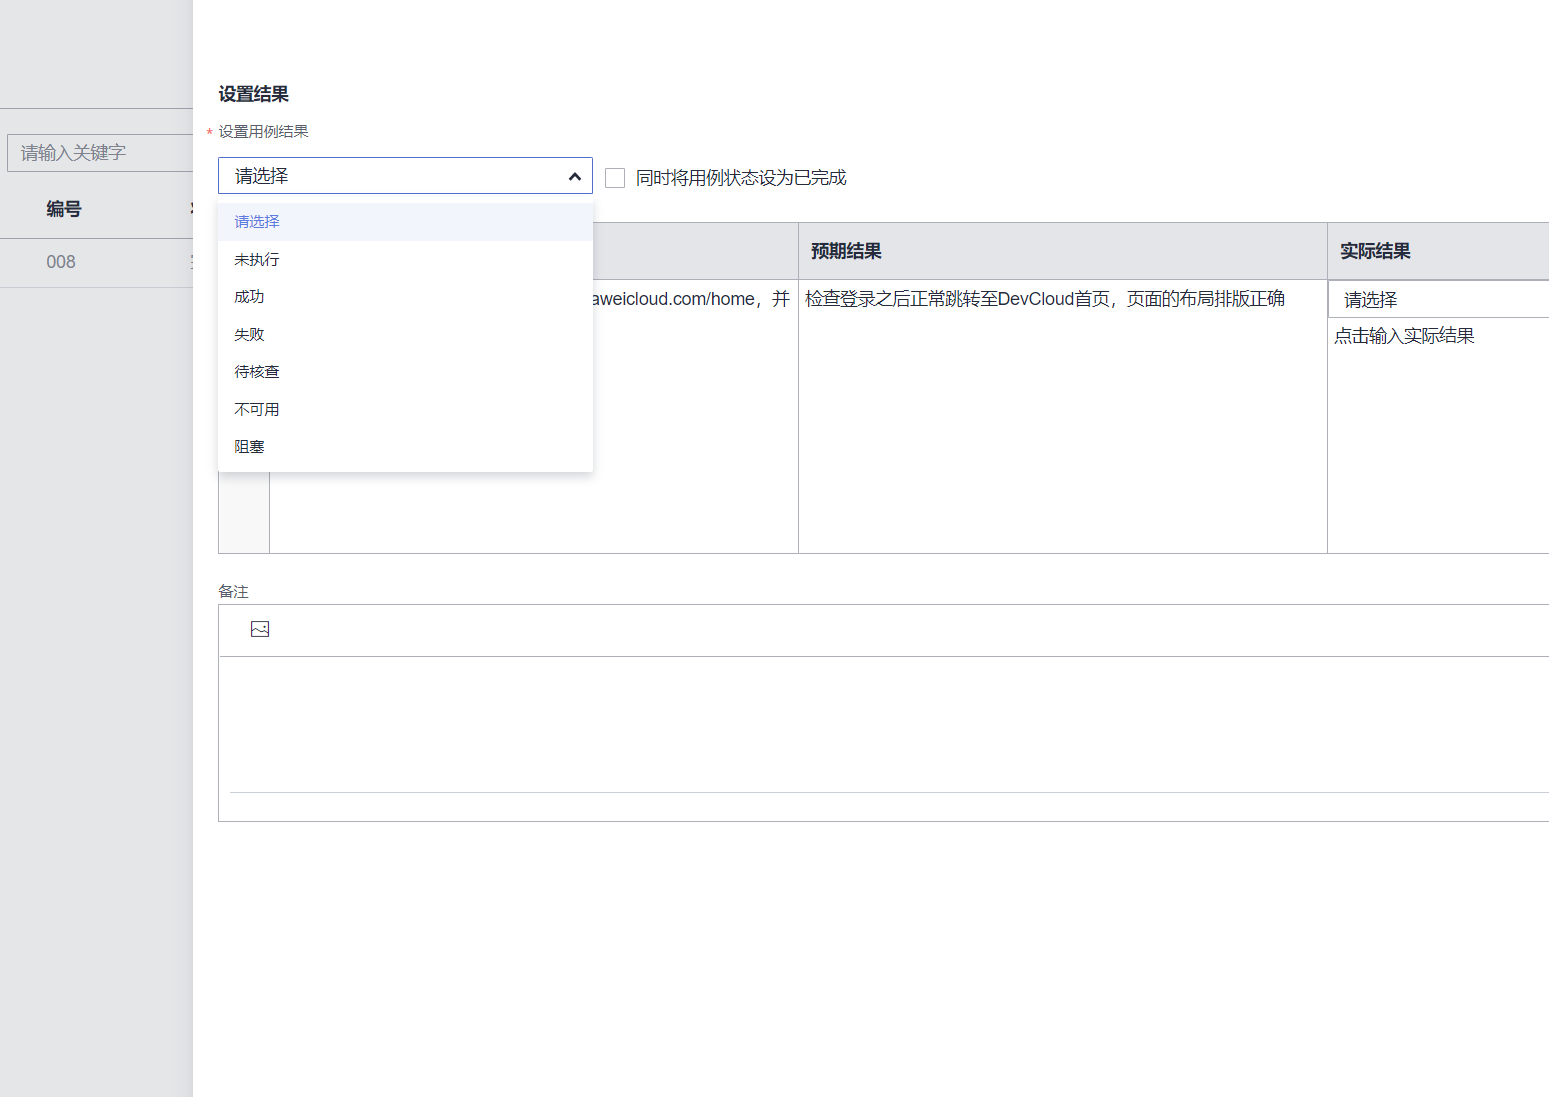 设置结果
* 设置用例结果
请输入关键字
请选择
同时将用例状态设为已完成
编号
请选择
未执行
成功
失败
待核查
不可用
阻塞
预期结果
实际结果
008
aweicloud.com/home，并
检查登录之后正常跳转至DevCloud首页，页面的布局排版正确
请选择
点击输入实际结果
备注